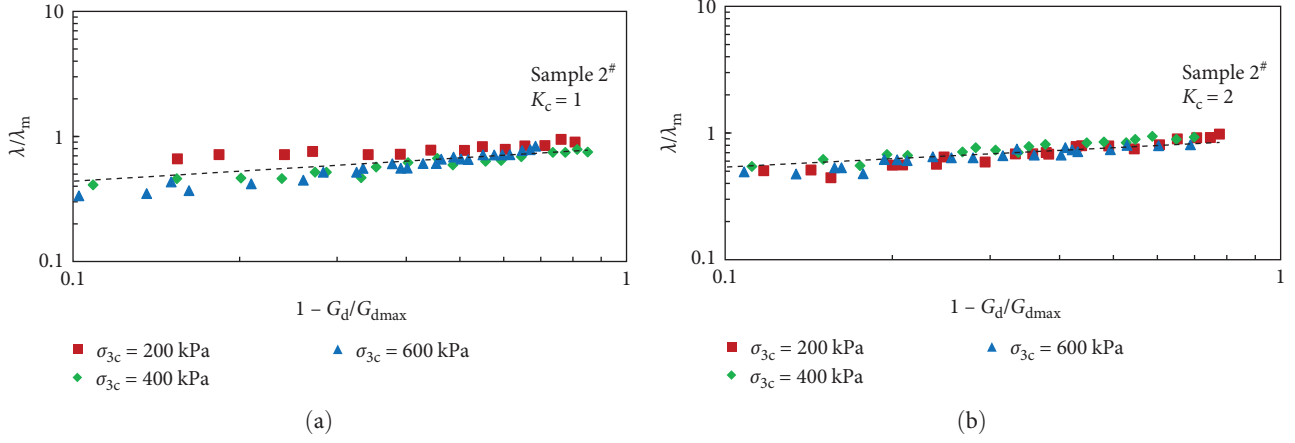 10
1
0.1
λ/λm
0.1
1
1 – Gd/Gdmax
Sample 2#
Kc = 1
σ3c = 200 kPa
σ3c = 600 kPa
σ3c = 400 kPa
(a)
10
1
0.1
λ/λm
0.1
1
1 – Gd/Gdmax
Sample 2#
Kc = 2
σ3c = 200 kPa
σ3c = 600 kPa
σ3c = 400 kPa
(b)